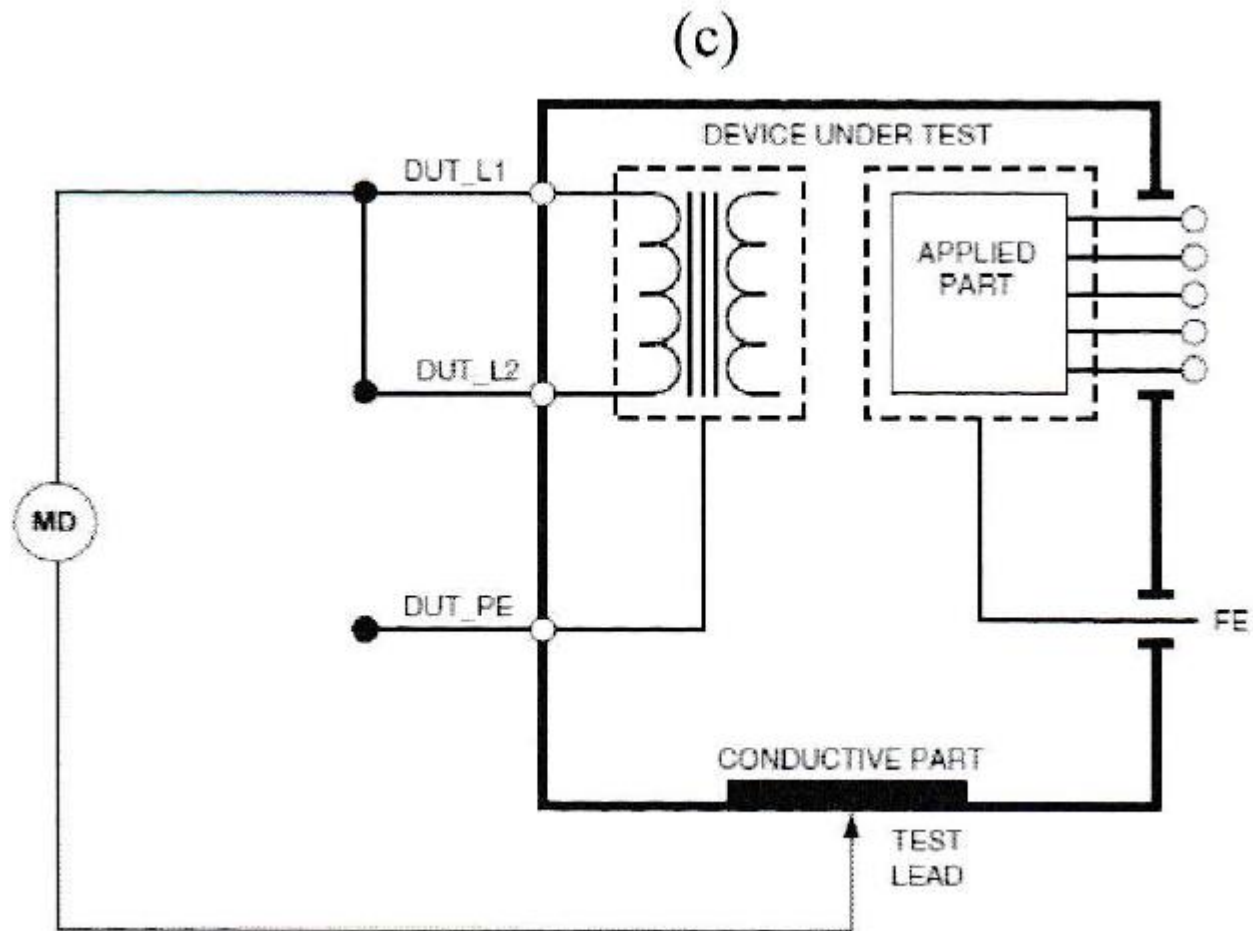 (c)
DEVICE UNDER TEST
DUT_L1
APPLIED
PART
DUT_L2
MD
DUT_PE
FE
CONDUCTIVE PART
TEST
LEAD